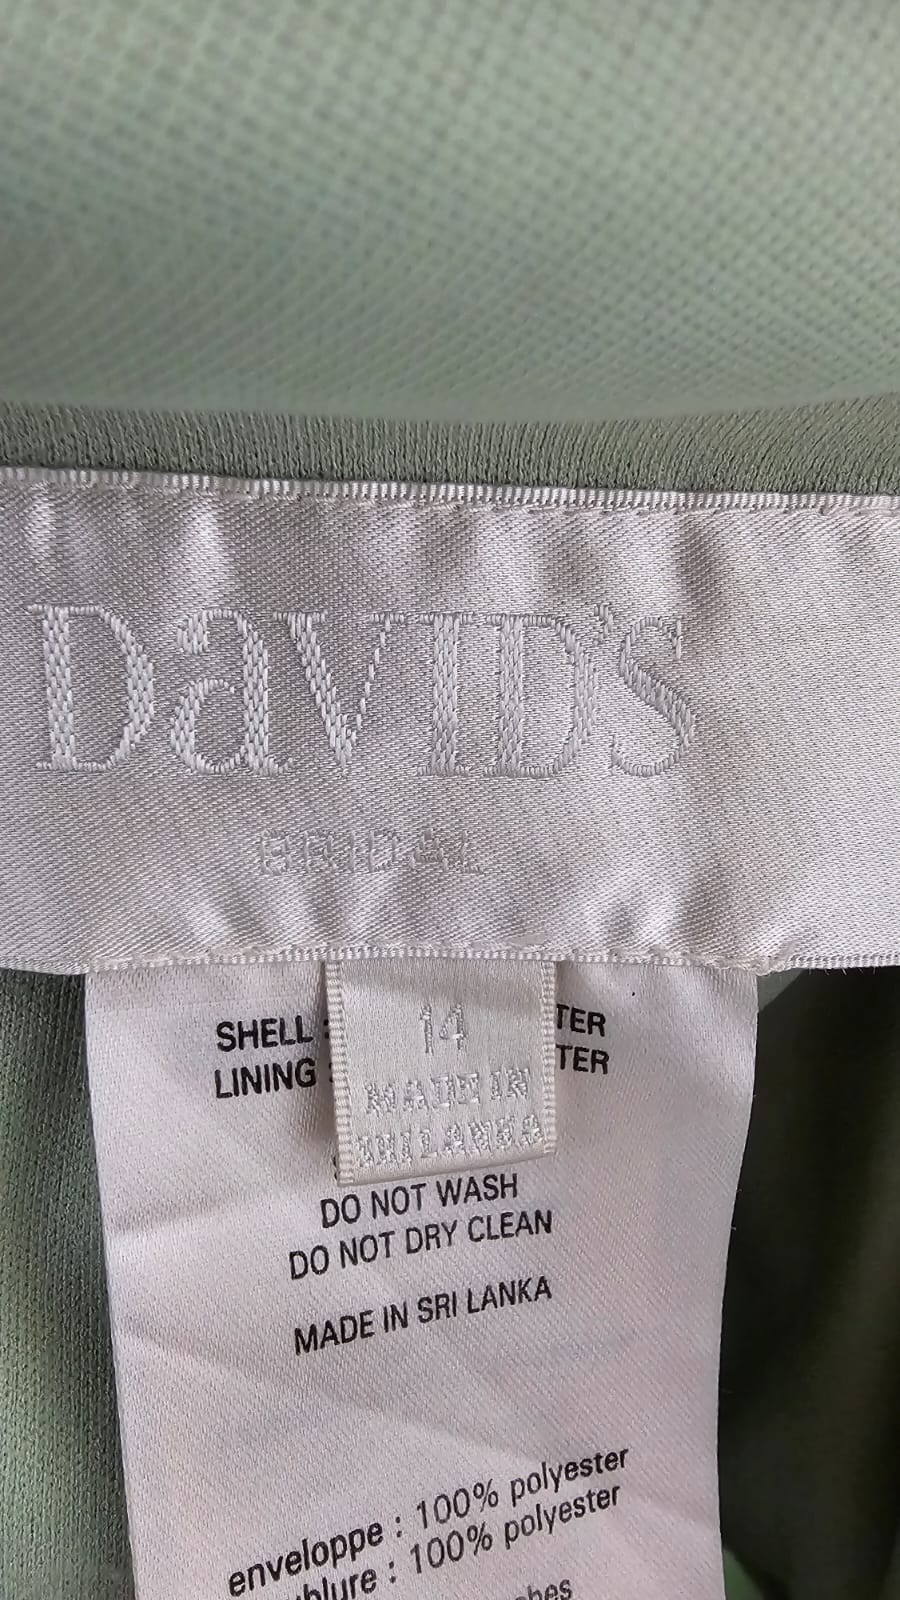 DaVID'S
BRIDAL
14
MADE IN
SRI LANKA
SHELL : TER
LINING : TER
DO NOT WASH
DO NOT DRY CLEAN
MADE IN SRI LANKA
enveloppe : 100% polyester
blure : 100% polyester